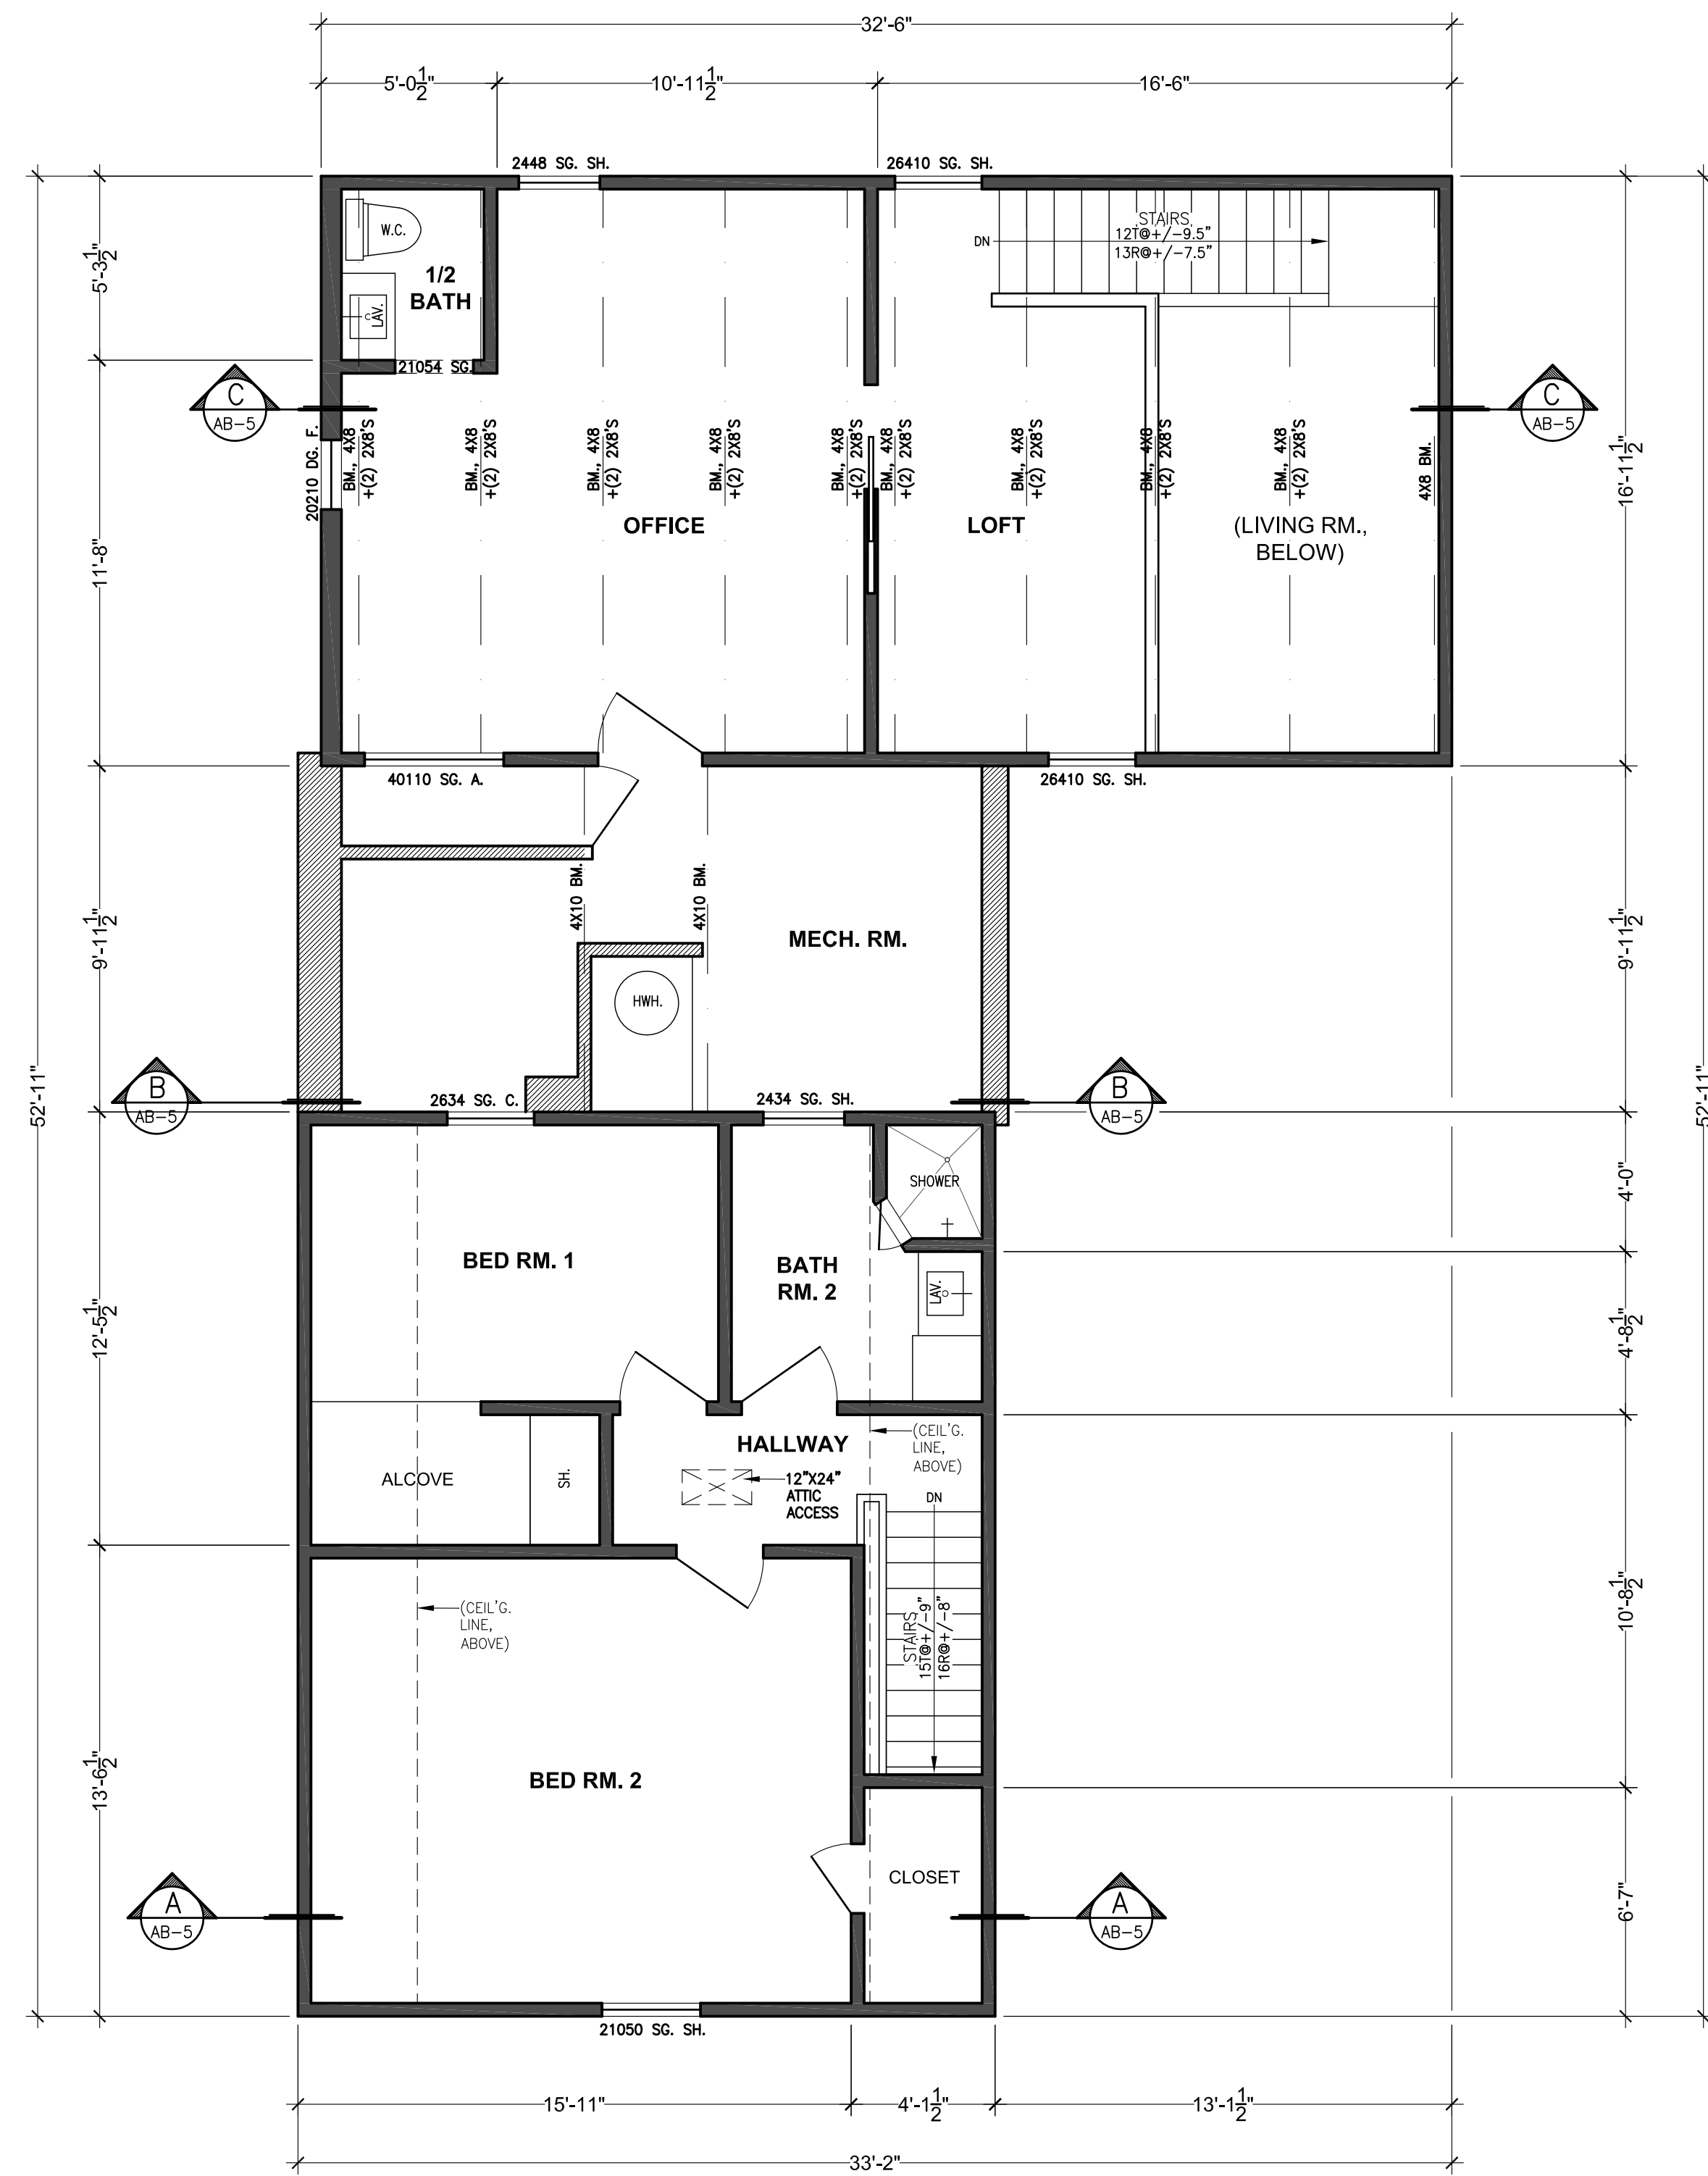 32'-6"
5'-0 1/2"
10'-11 1/2"
16'-6"
2448 SG. SH.
26410 SG. SH.
W.C.
1/2
BATH
LAV.
21054 SG.
STAIRS
12T@+/-9.5"
13R@+/-7.5"
DN
5'-3 1/2"
11'-8"
52'-11"
C
AB-5
C
AB-5
20210 DG. F.
BM., 4X8
+(2) 2X8'S
BM., 4X8
+(2) 2X8'S
BM., 4X8
+(2) 2X8'S
BM., 4X8
+(2) 2X8'S
BM., 4X8
+(2) 2X8'S
BM., 4X8
+(2) 2X8'S
BM., 4X8
+(2) 2X8'S
BM., 4X8
+(2) 2X8'S
BM., 4X8
+(2) 2X8'S
4X8 BM.
16'-11 1/2"
52'-11"
OFFICE
LOFT
(LIVING RM.,
BELOW)
40110 SG. A.
26410 SG. SH.
4X10 BM.
4X10 BM.
9'-11 1/2"
9'-11 1/2"
MECH. RM.
HWH.
B
AB-5
B
AB-5
2634 SG. C.
2434 SG. SH.
SHOWER
4'-0"
BED RM. 1
BATH
RM. 2
LAV.
4'-8 1/2"
12'-5 1/2"
HALLWAY
(CEIL'G.
LINE,
ABOVE)
ALCOVE
SH.
12"X24"
ATTIC
ACCESS
DN
STAIRS
15T@+/-9"
16R@+/-8"
10'-8 1/2"
(CEIL'G.
LINE,
ABOVE)
13'-6 1/2"
BED RM. 2
CLOSET
6'-7"
A
AB-5
A
AB-5
21050 SG. SH.
15'-11"
4'-1 1/2"
13'-1 1/2"
33'-2"